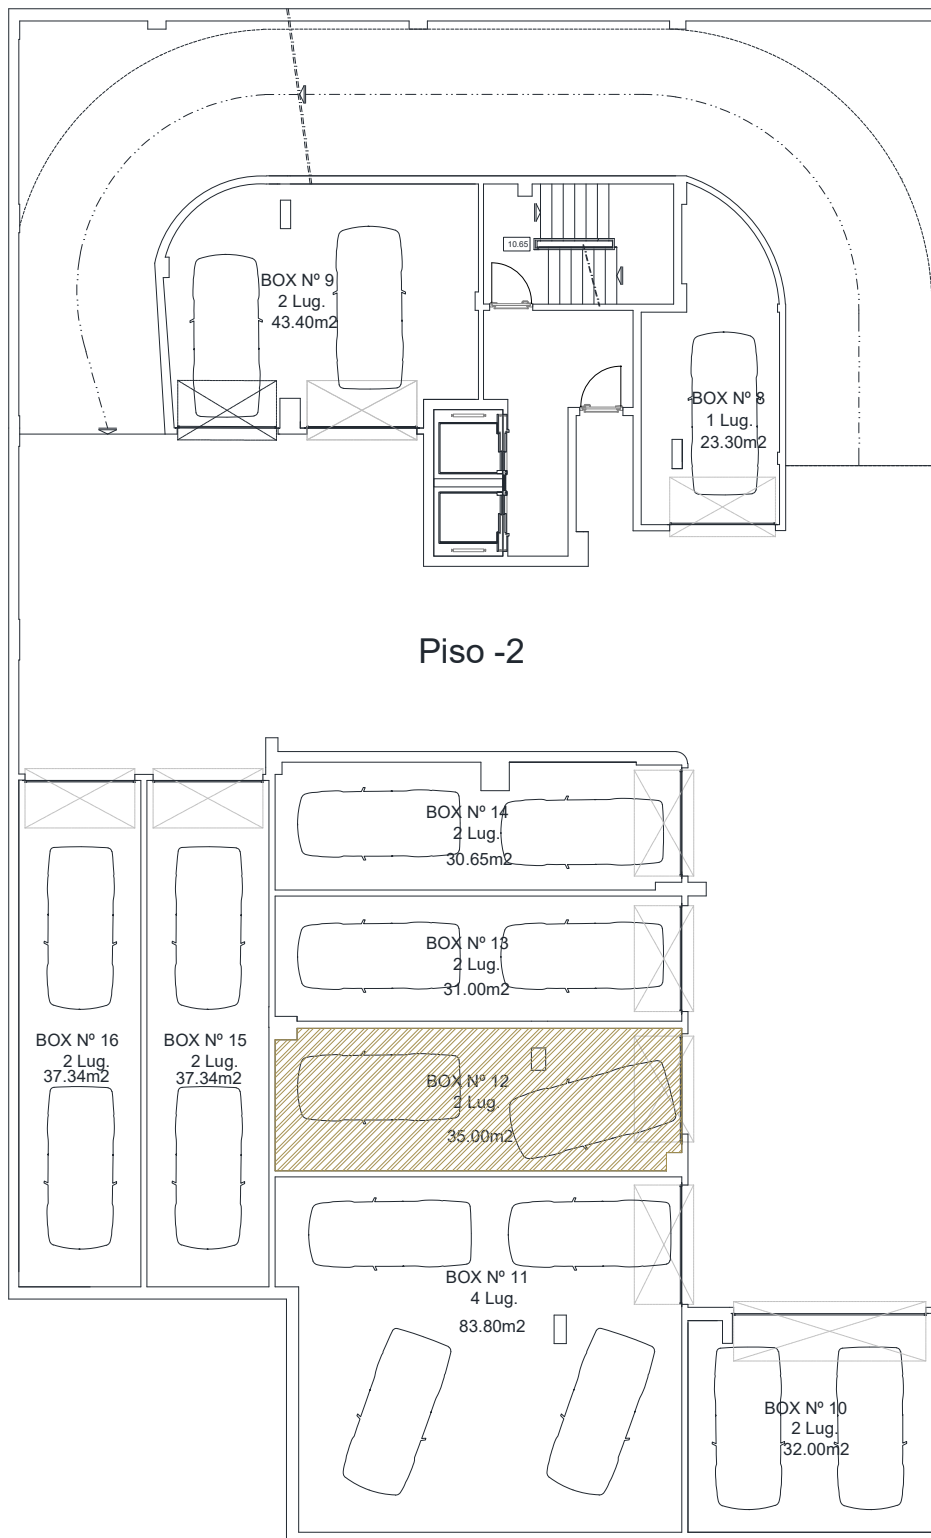 10.65
BOX Nº 9
2 Lug.
43.40m2
BOX Nº 8
1 Lug.
23.30m2
Piso -2
BOX Nº 14
2 Lug.
30.65m2
BOX Nº 13
2 Lug.
31.00m2
BOX Nº 16
2 Lug.
37.34m2
BOX Nº 15
2 Lug.
37.34m2
BOX Nº 12
2 Lug.
35.00m2
BOX Nº 11
4 Lug.
83.80m2
BOX Nº 10
2 Lug.
32.00m2